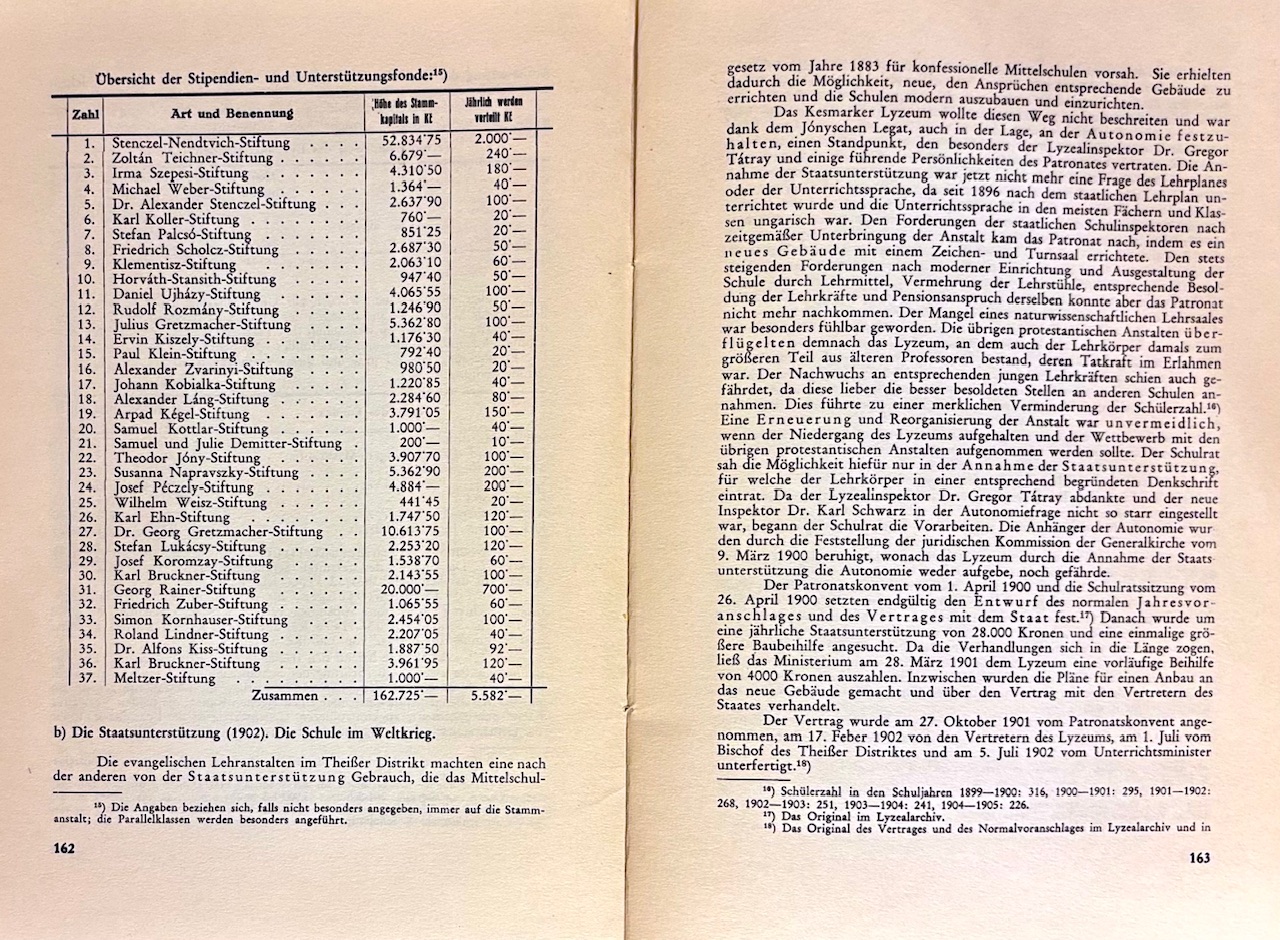 Übersicht der Stipendien- und Unterstützungsfonde:¹⁵)
Zahl Art und Benennung Höhe des Stamm-kapitals in Kč Jährlich werden verteilt Kč
1. Stenczel-Nendtvich-Stiftung . . . . . 52.834˙75 2.000˙—
2. Zoltán Teichner-Stiftung . . . . . . 6.679˙— 240˙—
3. Irma Szepesi-Stiftung . . . . . . . 4.310˙50 180˙—
4. Michael Weber-Stiftung . . . . . . 1.364˙— 40˙—
5. Dr. Alexander Stenczel-Stiftung . . . 2.637˙90 100˙—
6. Karl Koller-Stiftung . . . . . . . 760˙— 20˙—
7. Stefan Palcsó-Stiftung . . . . . . . 851˙25 20˙—
8. Friedrich Scholcz-Stiftung . . . . . 2.687˙30 50˙—
9. Klementisz-Stiftung . . . . . . . 2.063˙10 60˙—
10. Horváth-Stansith-Stiftung . . . . . 947˙40 50˙—
11. Daniel Ujházy-Stiftung . . . . . . 4.065˙55 100˙—
12. Rudolf Rozmány-Stiftung . . . . . . 1.246˙90 50˙—
13. Julius Gretzmacher-Stiftung . . . . . 5.362˙80 100˙—
14. Ervin Kiszely-Stiftung . . . . . . 1.176˙30 40˙—
15. Paul Klein-Stiftung . . . . . . . 792˙40 20˙—
16. Alexander Zvarinyi-Stiftung . . . . . 980˙50 20˙—
17. Johann Kobialka-Stiftung . . . . . . 1.220˙85 40˙—
18. Alexander Láng-Stiftung . . . . . . 2.284˙60 80˙—
19. Arpad Kégel-Stiftung . . . . . . . 3.791˙05 150˙—
20. Samuel Kottlar-Stiftung . . . . . . 1.000˙— 40˙—
21. Samuel und Julie Demitter-Stiftung . 200˙— 10˙—
22. Theodor Jóny-Stiftung . . . . . . 3.907˙70 100˙—
23. Susanna Napravszky-Stiftung . . . . 5.362˙90 200˙—
24. Josef Péczely-Stiftung . . . . . . . 4.884˙— 200˙—
25. Wilhelm Weisz-Stiftung . . . . . . 441˙45 20˙—
26. Karl Ehn-Stiftung . . . . . . . 1.747˙50 120˙—
27. Dr. Georg Gretzmacher-Stiftung . . 10.613˙75 100˙—
28. Stefan Lukácsy-Stiftung . . . . . . 2.253˙20 120˙—
29. Josef Koromzay-Stiftung . . . . . . 1.538˙70 60˙—
30. Karl Bruckner-Stiftung . . . . . . 2.143˙55 100˙—
31. Georg Rainer-Stiftung . . . . . . . 20.000˙— 700˙—
32. Friedrich Zuber-Stiftung . . . . . . 1.065˙55 60˙—
33. Simon Kornhauser-Stiftung . . . . . 2.454˙05 100˙—
34. Roland Lindner-Stiftung . . . . . . 2.207˙05 40˙—
35. Dr. Alfons Kiss-Stiftung . . . . . . 1.887˙50 92˙—
36. Karl Bruckner-Stiftung . . . . . . 3.961˙95 120˙—
37. Meltzer-Stiftung . . . . . . . . 1.000˙— 40˙—
Zusammen . . . 162.725˙— 5.582˙—
b) Die Staatsunterstützung (1902). Die Schule im Weltkrieg.
Die evangelischen Lehranstalten im Theißer Distrikt machten eine nach
der anderen von der Staatsunterstützung Gebrauch, die das Mittelschul-
¹⁵) Die Angaben beziehen sich, falls nicht besonders angegeben, immer auf die Stamm-
anstalt; die Parallelklassen werden besonders angeführt.
162
gesetz vom Jahre 1883 für konfessionelle Mittelschulen vorsah. Sie erhielten
dadurch die Möglichkeit, neue, den Ansprüchen entsprechende Gebäude zu
errichten und die Schulen modern auszubauen und einzurichten.
Das Kesmarker Lyzeum wollte diesen Weg nicht beschreiten und war
dank dem Jónyschen Legat, auch in der Lage, an der Autonomie festzu-
halten, einen Standpunkt, den besonders der Lyzealinspektor Dr. Gregor
Tátray und einige führende Persönlichkeiten des Patronates vertraten. Die An-
nahme der Staatsunterstützung war jetzt nicht mehr eine Frage des Lehrplanes
oder der Unterrichtssprache, da seit 1896 nach dem staatlichen Lehrplan un-
terrichtet wurde und die Unterrichtssprache in den meisten Fächern und Klas-
sen ungarisch war. Den Forderungen der staatlichen Schulinspektoren nach
zeitgemäßer Unterbringung der Anstalt kam das Patronat nach, indem es ein
neues Gebäude mit einem Zeichen- und Turnsaal errichtete. Den stets
steigenden Forderungen nach moderner Einrichtung und Ausgestaltung der
Schule durch Lehrmittel, Vermehrung der Lehrstühle, entsprechende Besol-
dung der Lehrkräfte und Pensionsanspruch derselben konnte aber das Patronat
nicht mehr nachkommen. Der Mangel eines naturwissenschaftlichen Lehrsaales
war besonders fühlbar geworden. Die übrigen protestantischen Anstalten über-
flügelten demnach das Lyzeum, an dem auch der Lehrkörper damals zum
größeren Teil aus älteren Professoren bestand, deren Tatkraft im Erlahmen
war. Der Nachwuchs an entsprechenden jungen Lehrkräften schien auch ge-
fährdet, da diese lieber die besser besoldeten Stellen an anderen Schulen an-
nahmen. Dies führte zu einer merklichen Verminderung der Schülerzahl.¹⁶)
Eine Erneuerung und Reorganisierung der Anstalt war unvermeidlich,
wenn der Niedergang des Lyzeums aufgehalten und der Wettbewerb mit den
übrigen protestantischen Anstalten aufgenommen werden sollte. Der Schulrat
sah die Möglichkeit hiefür nur in der Annahme der Staatsunterstützung,
für welche der Lehrkörper in einer entsprechend begründeten Denkschrift
eintrat. Da der Lyzealinspektor Dr. Gregor Tátray abdankte und der neue
Inspektor Dr. Karl Schwarz in der Autonomiefrage nicht so starr eingestellt
war, begann der Schulrat die Vorarbeiten. Die Anhänger der Autonomie wur-
den durch die Feststellung der juridischen Kommission der Generalkirche vom
9. März 1900 beruhigt, wonach das Lyzeum durch die Annahme der Staats-
unterstützung die Autonomie weder aufgebe, noch gefährde.
Der Patronatskonvent vom 1. April 1900 und die Schulratssitzung vom
26. April 1900 setzten endgültig den Entwurf des normalen Jahresvor-
anschlages und des Vertrages mit dem Staat fest.¹⁷) Danach wurde um
eine jährliche Staatsunterstützung von 28.000 Kronen und eine einmalige grö-
ßere Baubeihilfe angesucht. Da die Verhandlungen sich in die Länge zogen,
ließ das Ministerium am 28. März 1901 dem Lyzeum eine vorläufige Beihilfe
von 4000 Kronen auszahlen. Inzwischen wurden die Pläne für einen Anbau an
das neue Gebäude gemacht und über den Vertrag mit den Vertretern des
Staates verhandelt.
Der Vertrag wurde am 27. Oktober 1901 vom Patronatskonvent ange-
nommen, am 17. Feber 1902 von den Vertretern des Lyzeums, am 1. Juli vom
Bischof des Theißer Distriktes und am 5. Juli 1902 vom Unterrichtsminister
unterfertigt.¹⁸)
¹⁶) Schülerzahl in den Schuljahren 1899—1900: 316, 1900—1901: 295, 1901—1902:
268, 1902—1903: 251, 1903—1904: 241, 1904—1905: 226.
¹⁷) Das Original im Lyzealarchiv.
¹⁸) Das Original des Vertrages und des Normalvoranschlages im Lyzealarchiv und in
163